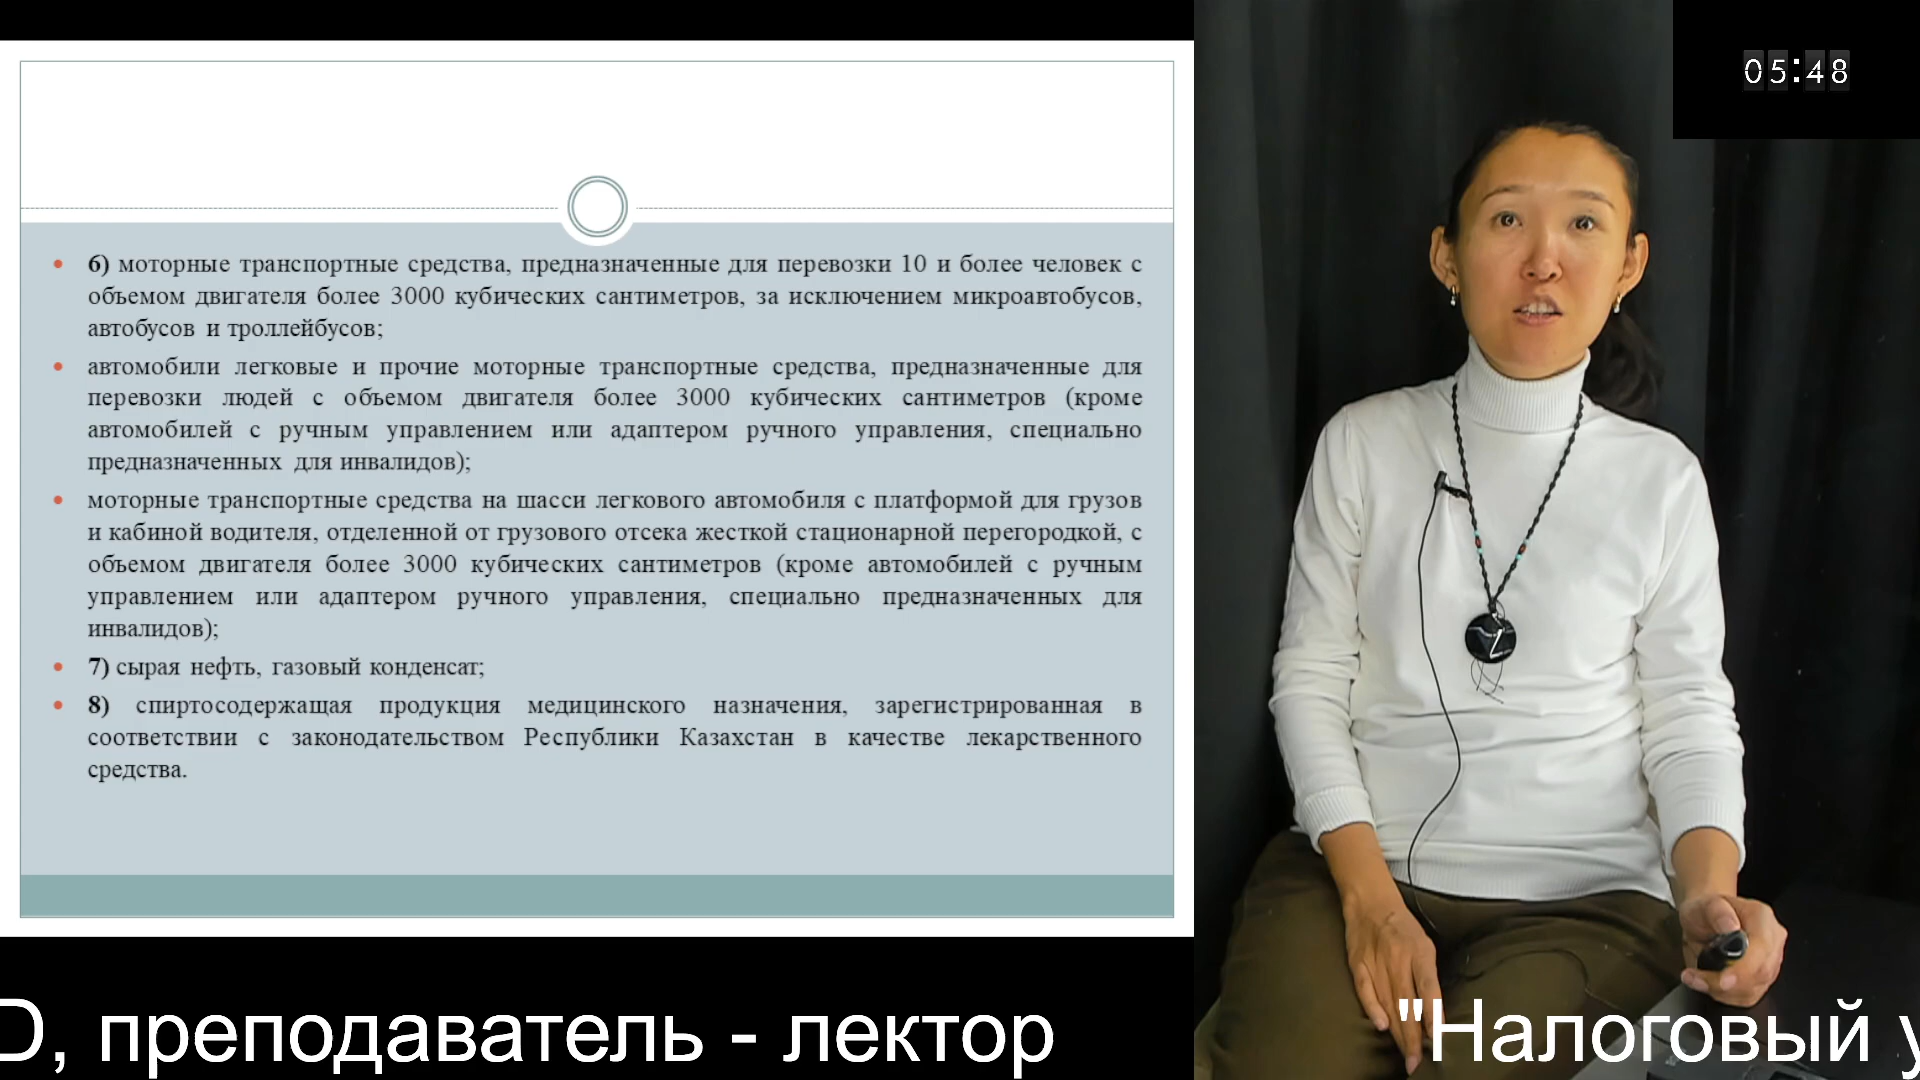 05:48
6) моторные транспортные средства, предназначенные для перевозки 10 и более человек с
объемом двигателя более 3000 кубических сантиметров, за исключением микроавтобусов,
автобусов и троллейбусов;
автомобили легковые и прочие моторные транспортные средства, предназначенные для
перевозки людей с объемом двигателя более 3000 кубических сантиметров (кроме
автомобилей с ручным управлением или адаптером ручного управления, специально
предназначенных для инвалидов);
моторные транспортные средства на шасси легкового автомобиля с платформой для грузов
и кабиной водителя, отделенной от грузового отсека жесткой стационарной перегородкой, с
объемом двигателя более 3000 кубических сантиметров (кроме автомобилей с ручным
управлением или адаптером ручного управления, специально предназначенных для
инвалидов);
7) сырая нефть, газовый конденсат;
8) спиртосодержащая продукция медицинского назначения, зарегистрированная в
соответствии с законодательством Республики Казахстан в качестве лекарственного
средства.
D, преподаватель - лектор "Налоговый у